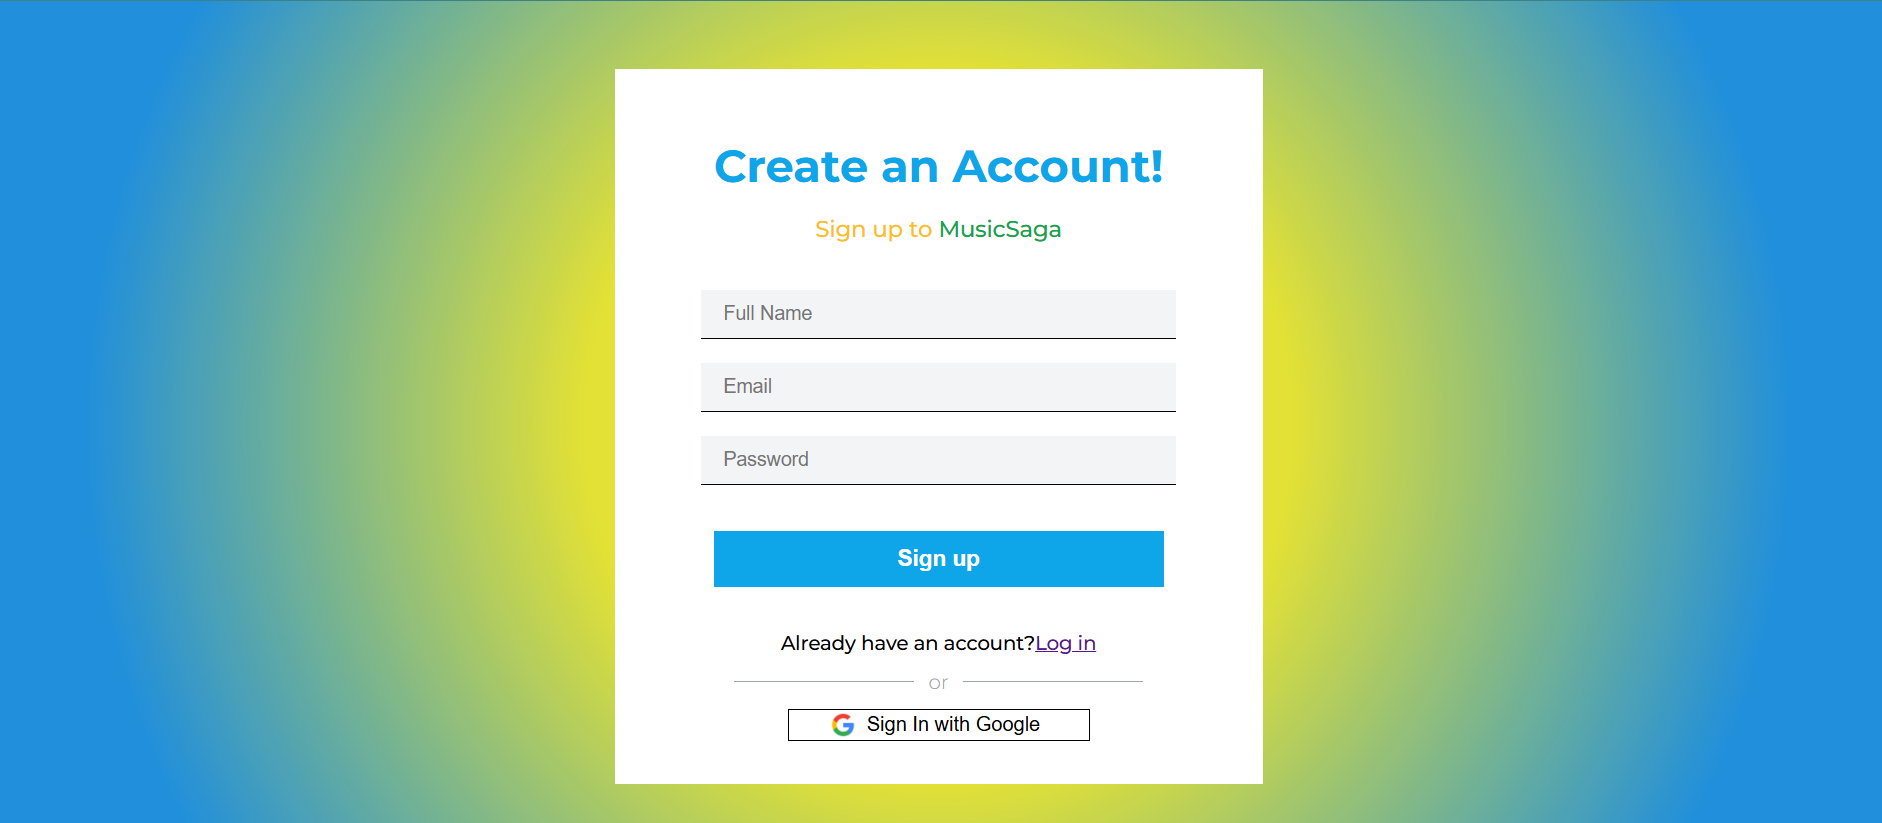 Create an Account!
Sign up to MusicSaga
Full Name
Email
Password
Sign up
Already have an account?Log in
or
Sign In with Google